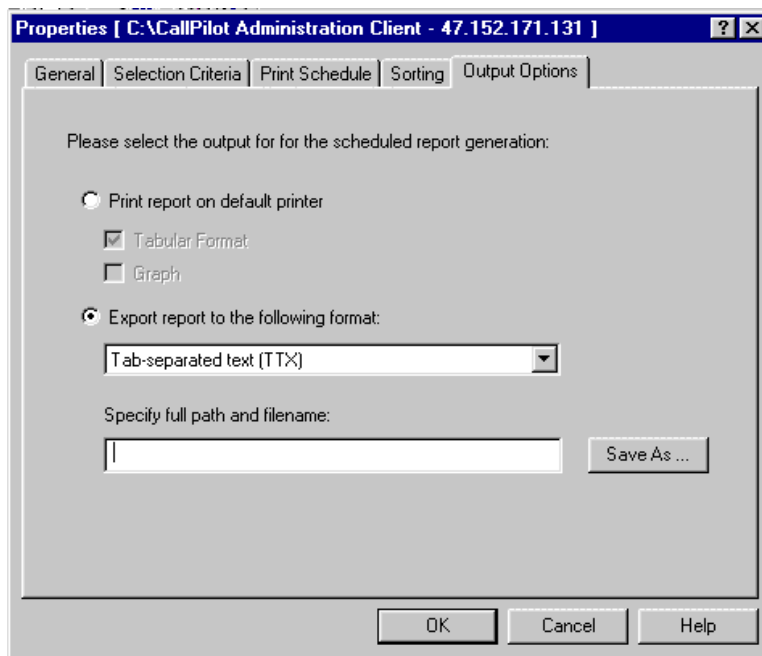 Properties [ C:\CallPilot Administration Client - 47.152.171.131 ]
General Selection Criteria Print Schedule Sorting Output Options
Please select the output for for the scheduled report generation:
Print report on default printer
Tabular Format
Graph
Export report to the following format:
Tab-separated text (TTX)
Specify full path and filename:
Save As ...
OK Cancel Help